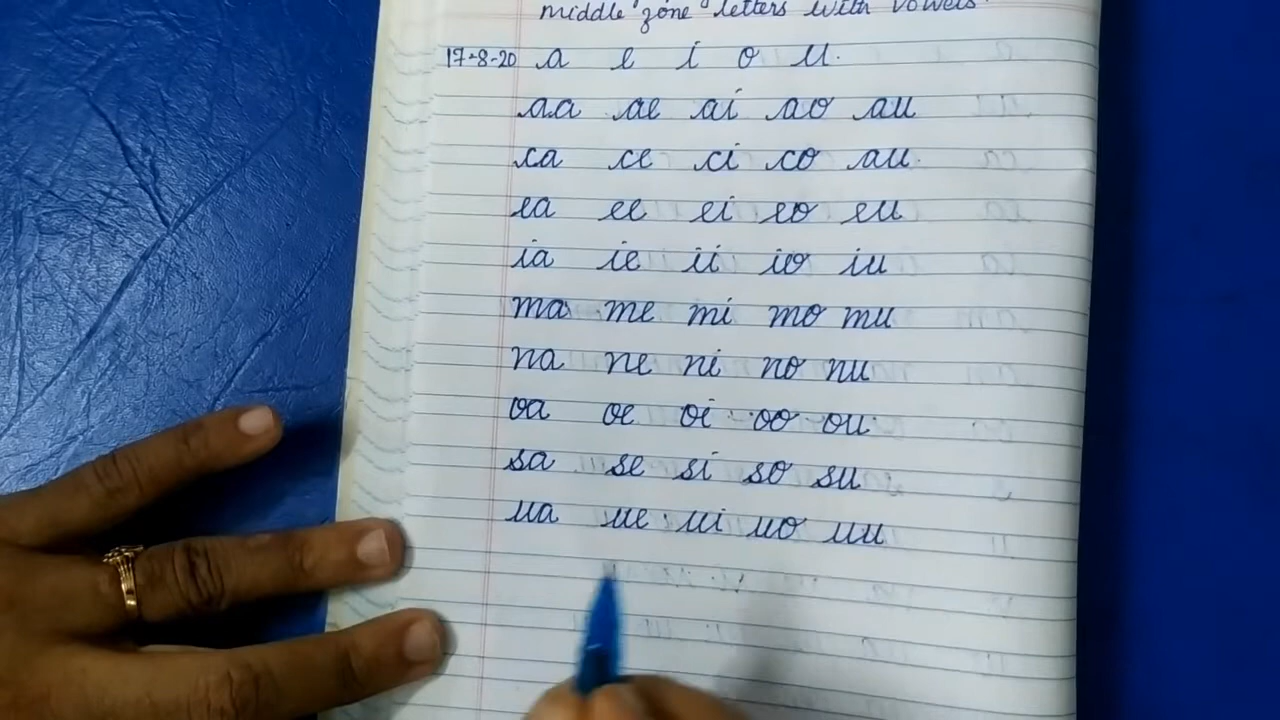 middle zone letters with vowels
17-8-20 a e i o u.
aa ae ai ao au
ca ce ci co au.
ea ee ei eo eu
ia ie ii io iu
ma me mi mo mu
na ne ni no nu
oa oe oi oo ou
sa se si so su
ua ue ui uo uu